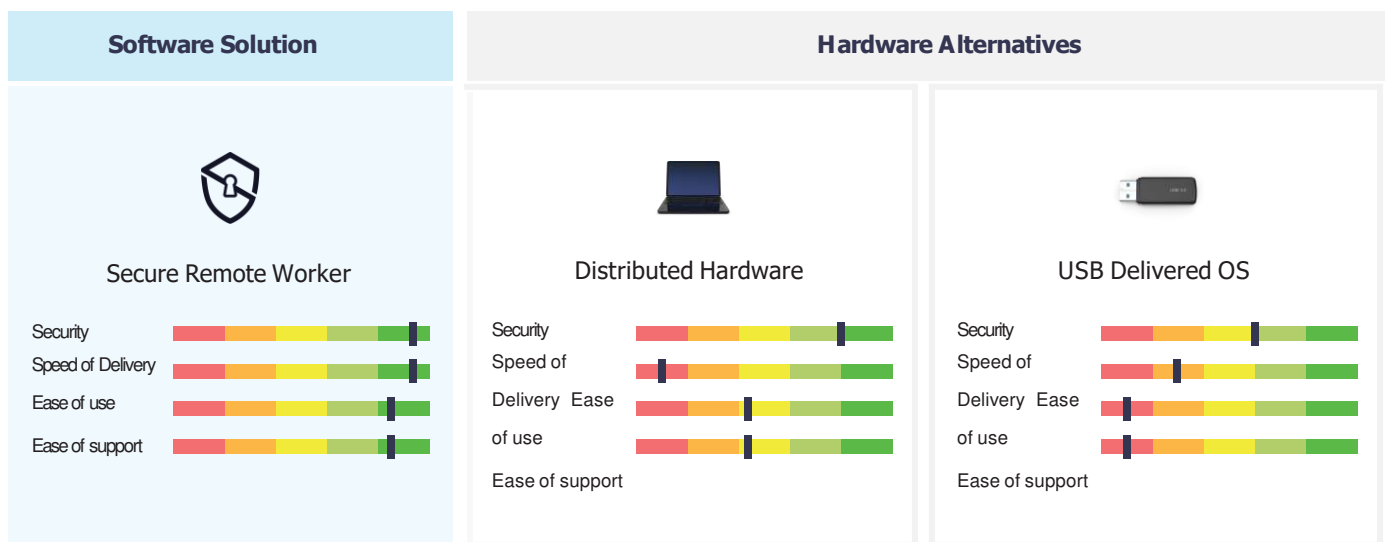 Software Solution
Hardware Alternatives
Secure Remote Worker
Security
Speed of Delivery
Ease of use
Ease of support
Distributed Hardware
Security
Speed of
Delivery Ease
of use
Ease of support
USB Delivered OS
Security
Speed of
Delivery Ease
of use
Ease of support